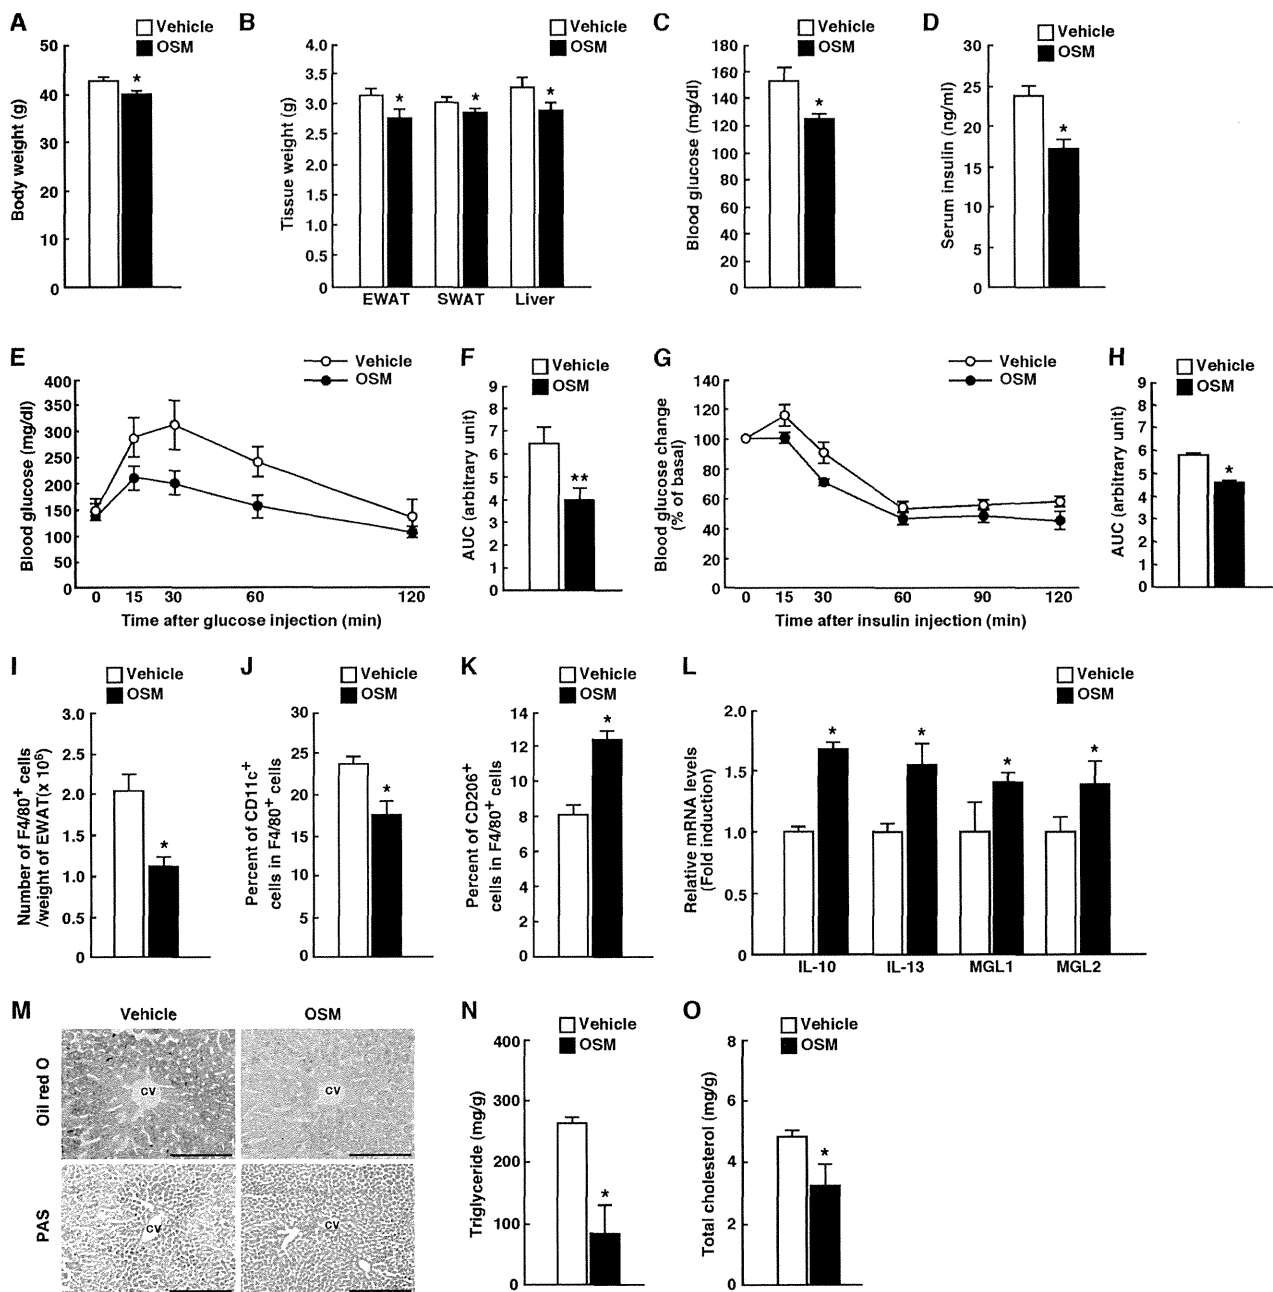 A
Vehicle
OSM
Body weight (g)
50
40
30
20
10
0
*
B
Vehicle
OSM
Tissue weight (g)
4.0
3.5
3.0
2.5
2.0
1.5
1.0
0.5
0
* * *
EWAT SWAT Liver
C
Vehicle
OSM
Blood glucose (mg/dl)
180
160
140
120
100
80
60
40
20
0
*
D
Vehicle
OSM
Serum insulin (ng/ml)
30
25
20
15
10
5
0
*
E
Vehicle
OSM
Blood glucose (mg/dl)
400
350
300
250
200
150
100
50
0
0 15 30 60 120
Time after glucose injection (min)
F
Vehicle
OSM
AUC (arbitrary unit)
9
8
7
6
5
4
3
2
1
0
**
G
Vehicle
OSM
Blood glucose change
(% of basal)
140
120
100
80
60
40
20
0
0 15 30 60 90 120
Time after insulin injection (min)
H
Vehicle
OSM
AUC (arbitrary unit)
9
8
7
6
5
4
3
2
1
0
*
I
Vehicle
OSM
Number of F4/80+ cells
/weight of EWAT(x 10⁶)
3.0
2.5
2.0
1.5
1.0
0.5
0
*
J
Vehicle
OSM
Percent of CD11c+
cells in F4/80+ cells
30
25
20
15
10
5
0
*
K
Vehicle
OSM
Percent of CD206+
cells in F4/80+ cells
14
12
10
8
6
4
2
0
*
L
Vehicle
OSM
Relative mRNA levels
(Fold induction)
2.0
1.5
1.0
0.5
0
* * * *
IL-10 IL-13 MGL1 MGL2
M
Vehicle OSM
Oil red O
cv cv
PAS
cv cv
N
Vehicle
OSM
Triglyceride (mg/g)
400
300
200
100
0
*
O
Vehicle
OSM
Total cholesterol (mg/g)
8
6
4
2
0
*